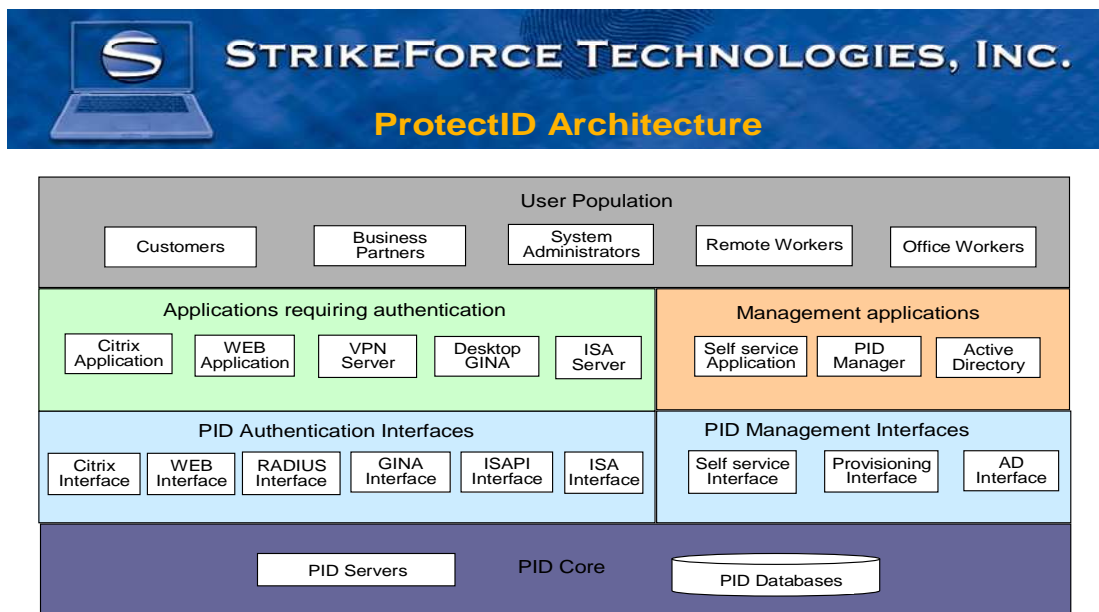 STRIKEFORCE TECHNOLOGIES, INC.
ProtectID Architecture
User Population
Customers
Business
Partners
System
Administrators
Remote Workers
Office Workers
Applications requiring authentication
Citrix
Application
WEB
Application
VPN
Server
Desktop
GINA
ISA
Server
Management applications
Self service
Application
PID
Manager
Active
Directory
PID Authentication Interfaces
Citrix
Interface
WEB
Interface
RADIUS
Interface
GINA
Interface
ISAPI
Interface
ISA
Interface
PID Management Interfaces
Self service
Interface
Provisioning
Interface
AD
Interface
PID Servers
PID Core
PID Databases